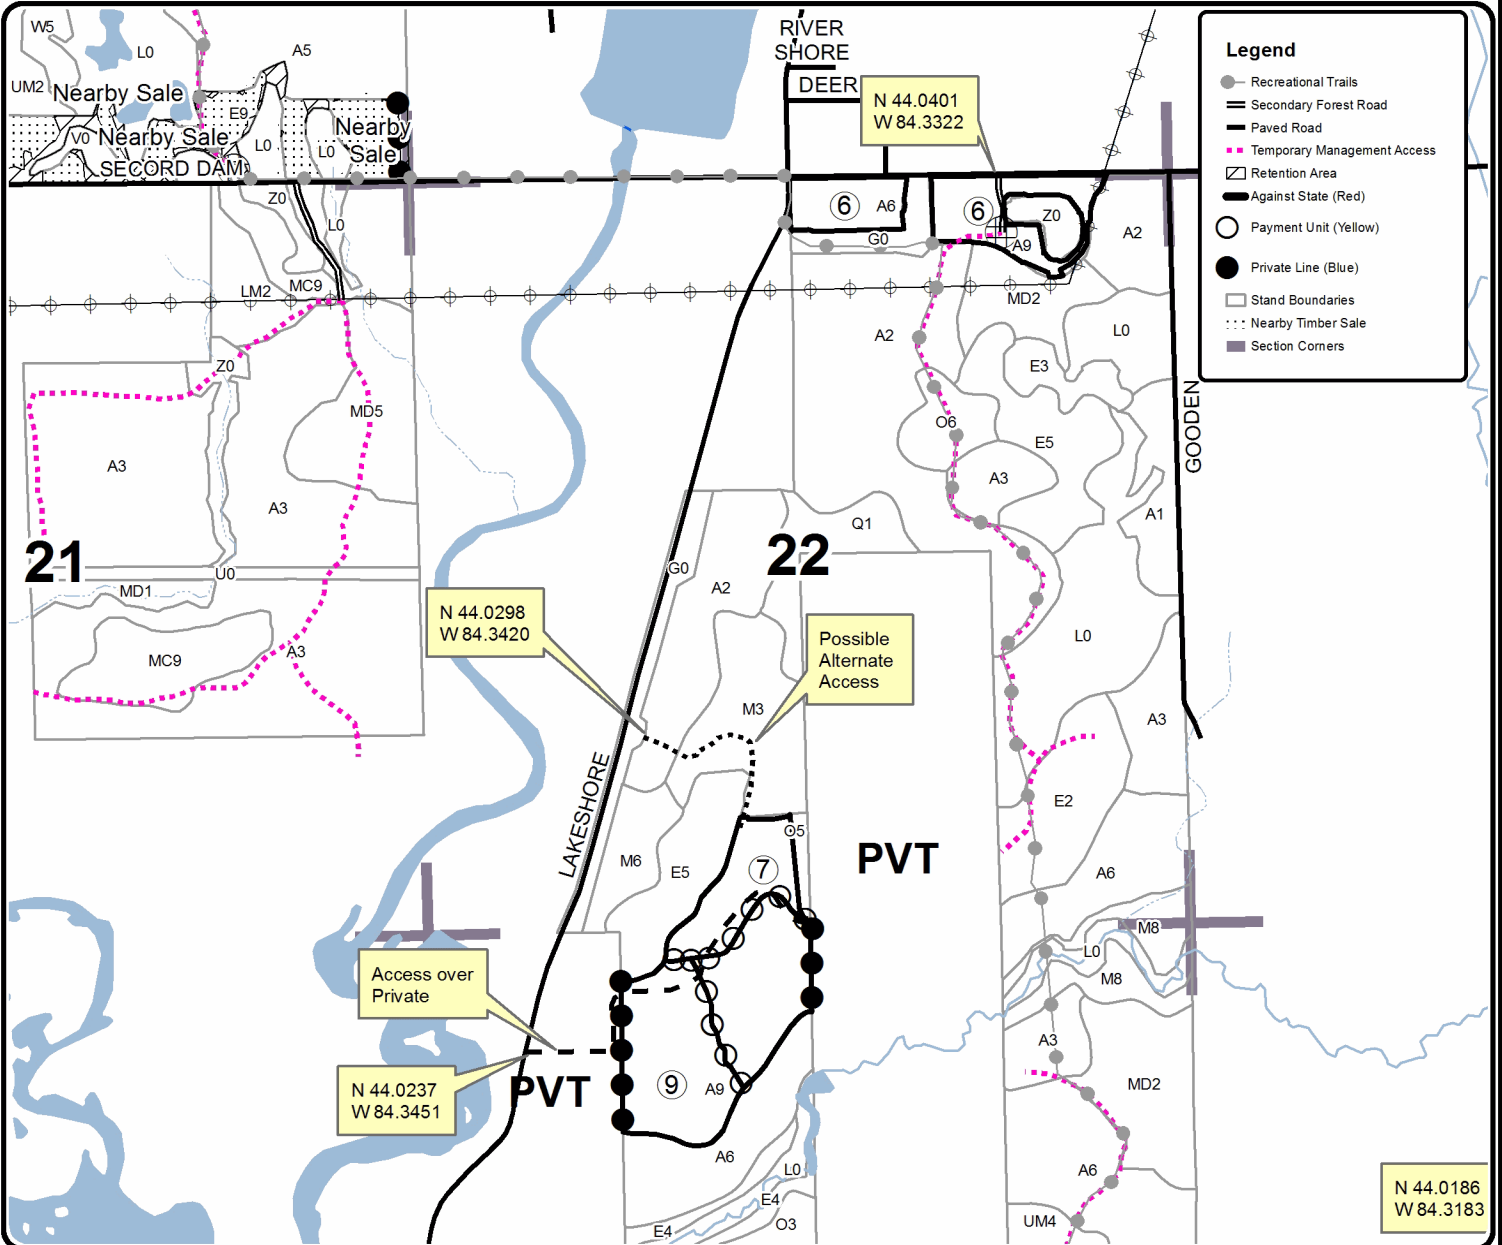 W5
L0
A5
RIVER
SHORE
DEER
UM2
Nearby Sale
E9
V0
Nearby Sale
L0
L0
Nearby
Sale
SECORD DAM
N 44.0401
W 84.3322
Legend
Recreational Trails
Secondary Forest Road
Paved Road
Temporary Management Access
Retention Area
Against State (Red)
Payment Unit (Yellow)
Private Line (Blue)
Stand Boundaries
Nearby Timber Sale
Section Corners
Z0
L0
6
A6
6
Z0
G0
A9
A2
LM2
MC9
MD2
A2
L0
Z0
E3
MD5
O6
E5
GOODEN
A3
A3
A3
Q1
A1
21
22
U0
G0
MD1
A2
N 44.0298
W 84.3420
Possible
Alternate
Access
L0
MC9
A3
M3
A3
LAKESHORE
E2
O5
M6
E5
7
PVT
A6
M8
L0
M8
Access over
Private
A3
N 44.0237
W 84.3451
PVT
9
A9
MD2
A6
L0
A6
E4
E4
O3
UM4
N 44.0186
W 84.3183